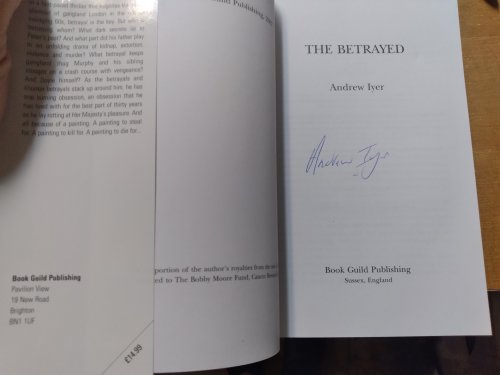 shadows of gangland London in the
swinging 60s, betrayal is the key. But who is
betraying whom? What dark secrets lie in
past? And what part did his father play
in an unfolding drama of kidnap, extortion,
violence and murder? What betrayal keeps
Gangland thug Murphy and his sibling
on a crash course with vengeance?
And himself? As the betrayals and
betrayals stack up around him, he has
one burning obsession, an obsession that he
has lived with for the best part of thirty years
as he lay rotting at Her Majesty's pleasure. And
all because of a painting. A painting to steal
for. A painting to kill for. A painting to die for...
Book Guild Publishing
Pavilion View
19 New Road
Brighton
BN1 1UF
£14.99
Guild Publishing,
portion of the author's royalties from the
to The Bobby Moore Fund, Cancer
THE BETRAYED
Andrew Iyer
Andrew Iyer
Book Guild Publishing
Sussex, England